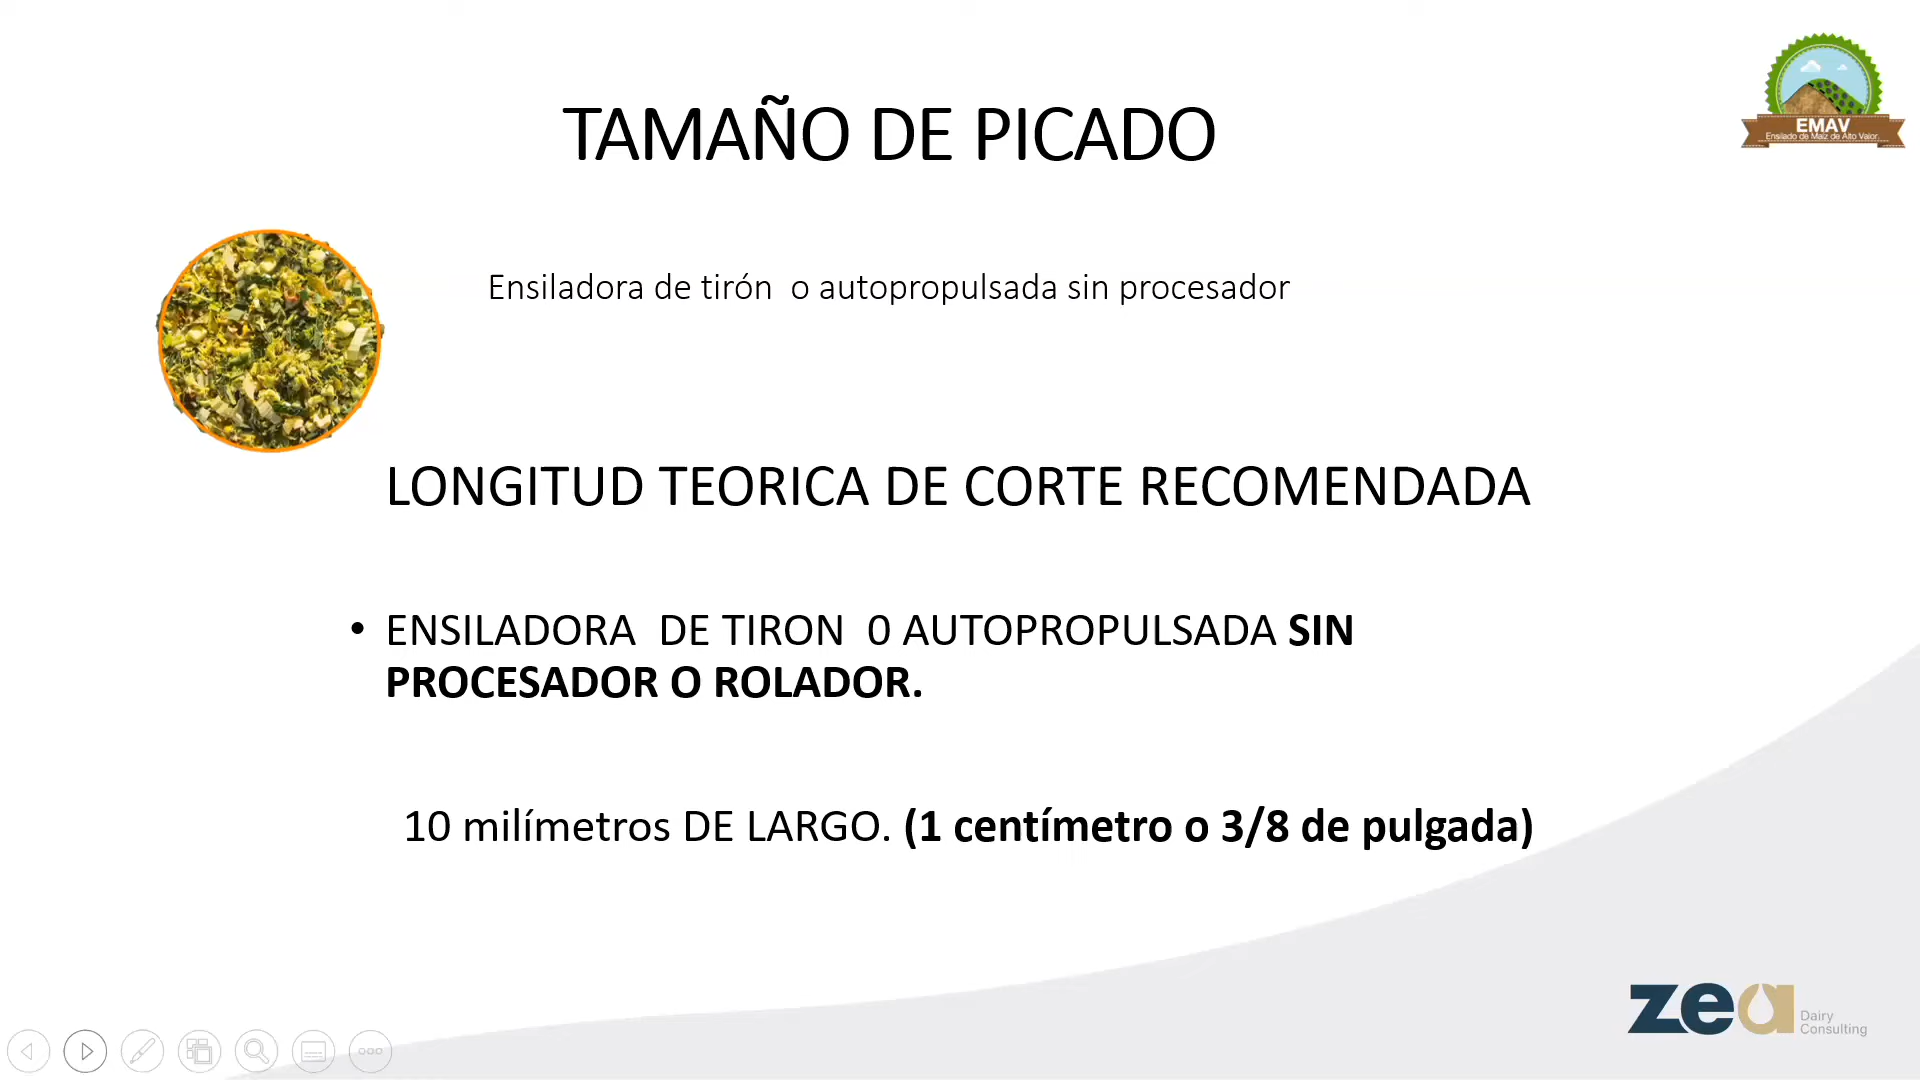 TAMAÑO DE PICADO
EMAV
Ensilado de Maíz de Alto Valor.
Ensiladora de tirón o autopropulsada sin procesador
LONGITUD TEORICA DE CORTE RECOMENDADA
• ENSILADORA DE TIRON 0 AUTOPROPULSADA SIN
PROCESADOR O ROLADOR.
10 milímetros DE LARGO. (1 centímetro o 3/8 de pulgada)
zea
Dairy
Consulting